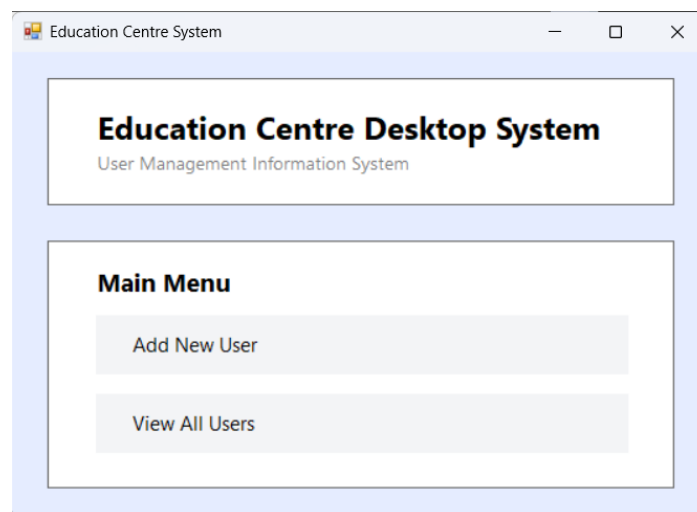 Education Centre System
Education Centre Desktop System
User Management Information System
Main Menu
Add New User
View All Users